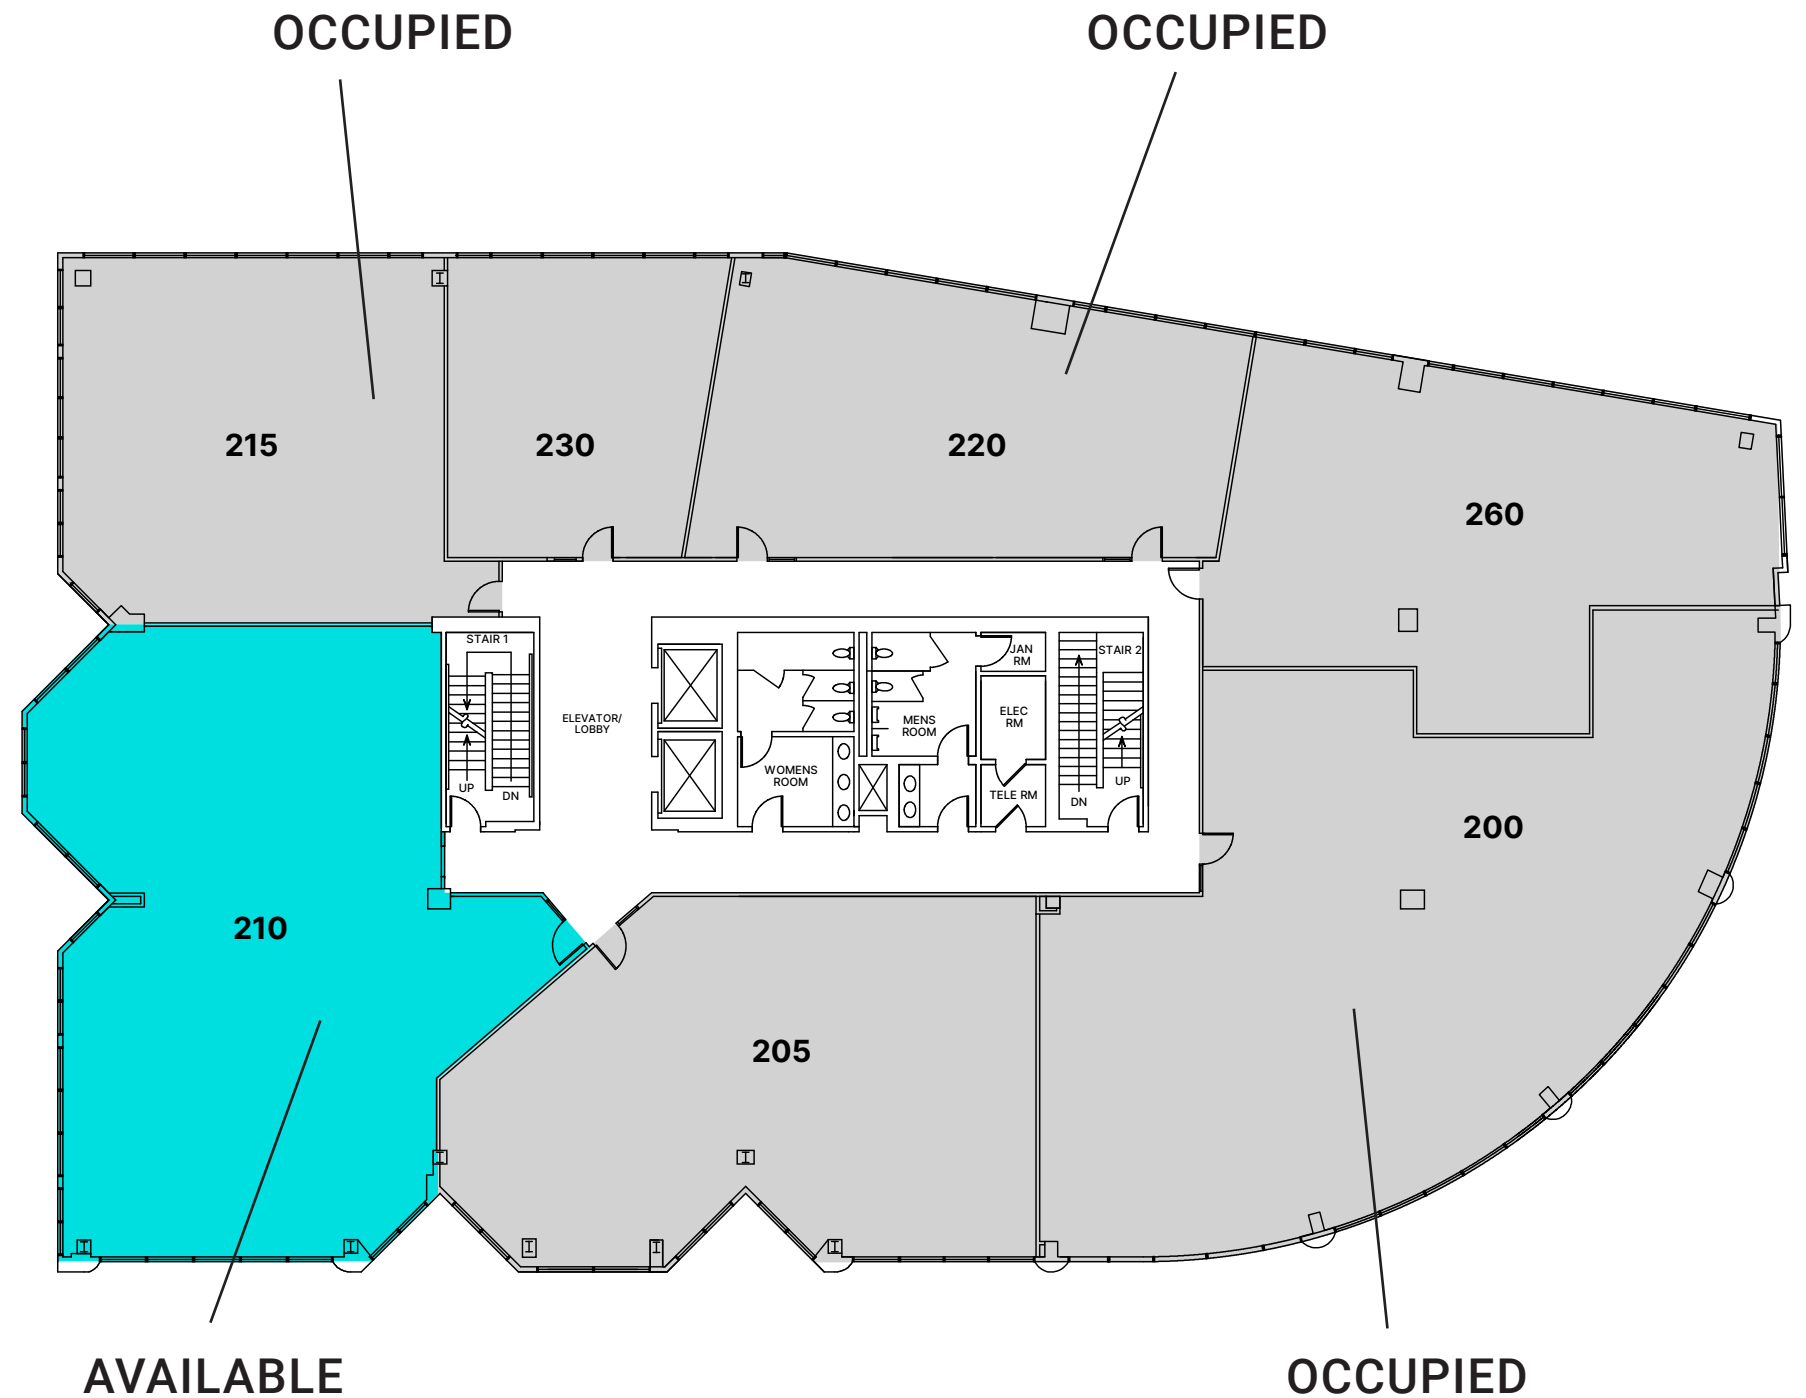 OCCUPIED
OCCUPIED
215
230
220
260
STAIR 1
JAN
RM
STAIR 2
ELEVATOR/
LOBBY
MENS
ROOM
ELEC
RM
WOMENS
ROOM
UP
DN
TELE RM
DN
UP
200
210
205
AVAILABLE
OCCUPIED